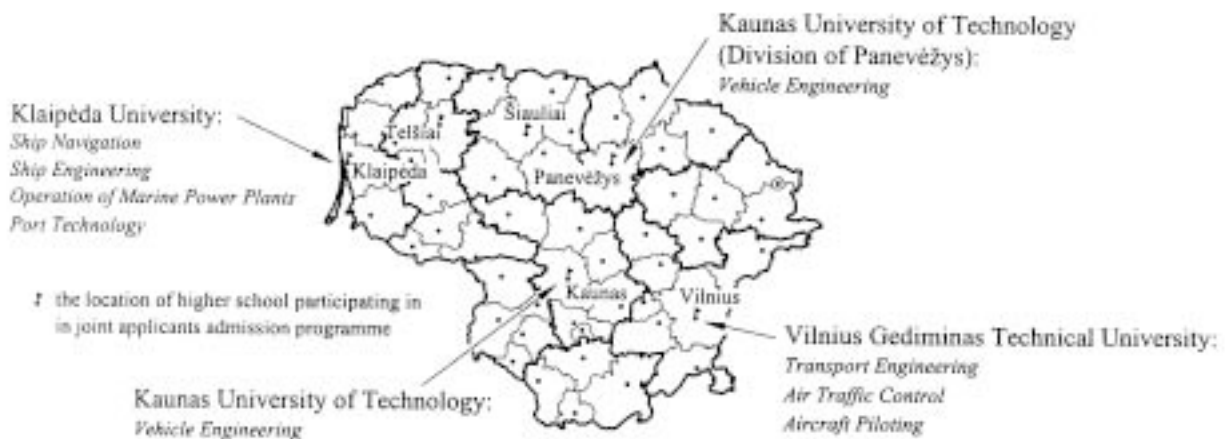 Kaunas University of Technology
(Division of Panevėžys):
Vehicle Engineering
Klaipėda University:
Ship Navigation
Ship Engineering
Operation of Marine Power Plants
Port Technology
Šiauliai
Telšiai
Klaipėda
Panevėžys
Kaunas
Vilnius
the location of higher school participating in
in joint applicants admission programme
Vilnius Gediminas Technical University:
Transport Engineering
Air Traffic Control
Aircraft Piloting
Kaunas University of Technology:
Vehicle Engineering